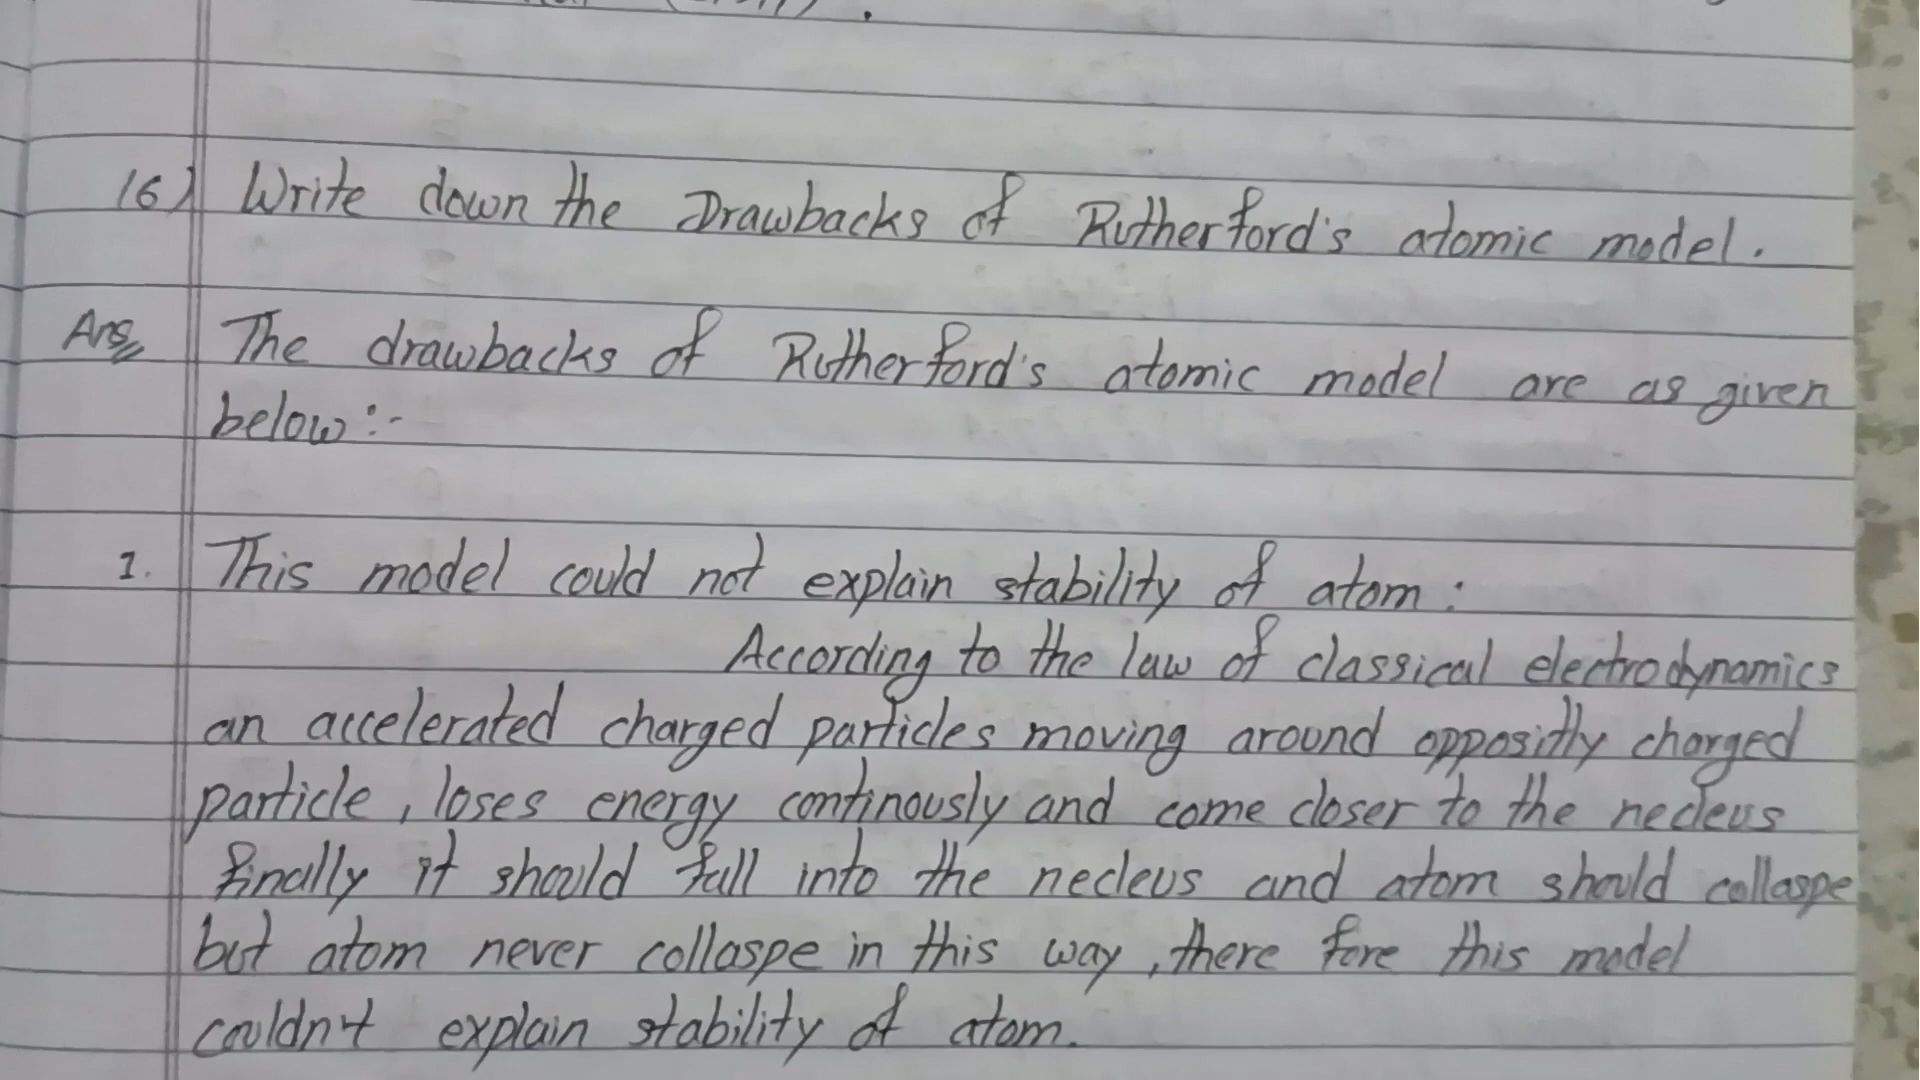 16) Write down the Drawbacks of Rutherford's atomic model.
Ans The drawbacks of Rutherford's atomic model are as given
below:-
1. This model could not explain stability of atom:
According to the law of classical electrodynamics
an accelerated charged particles moving around oppositly charged
particle, loses energy continously and come closer to the necleus
finally it should fall into the necleus and atom should collaspe
but atom never collaspe in this way, there fore this model
couldn't explain stability of atom.